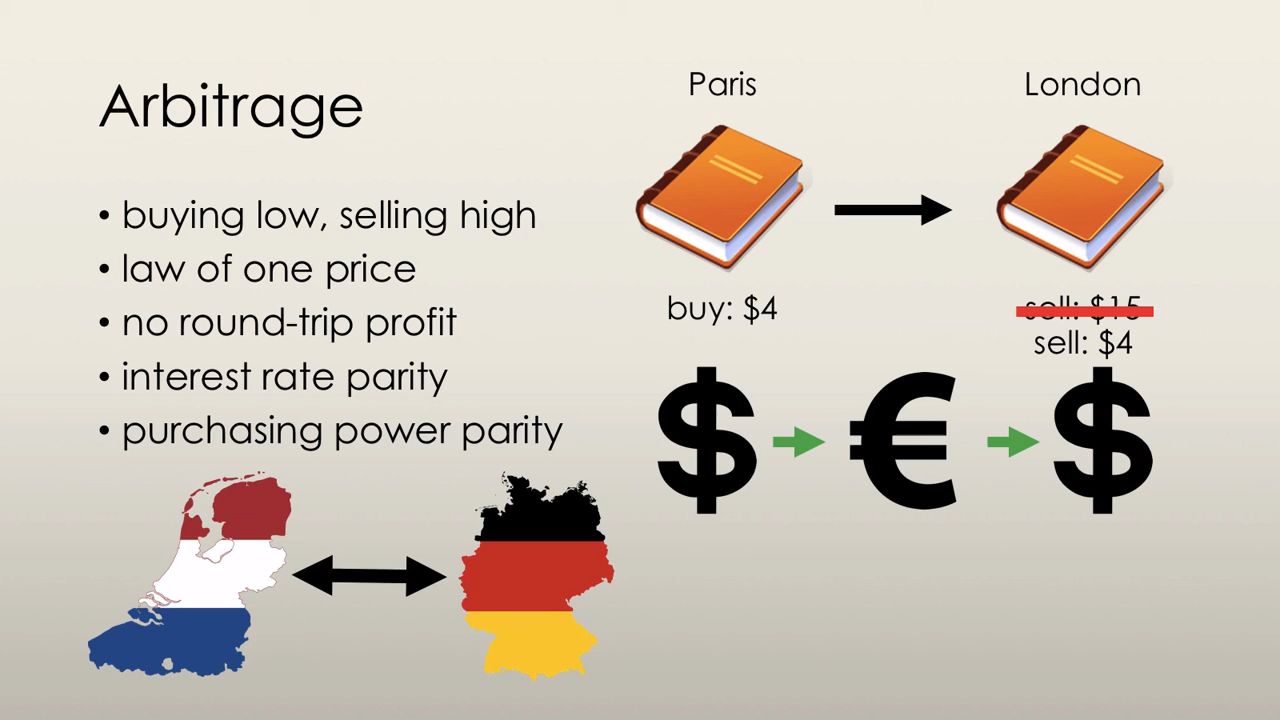 Arbitrage
• buying low, selling high
• law of one price
• no round-trip profit
• interest rate parity
• purchasing power parity
Paris
London
buy: $4
sell: $15
sell: $4
$ € $